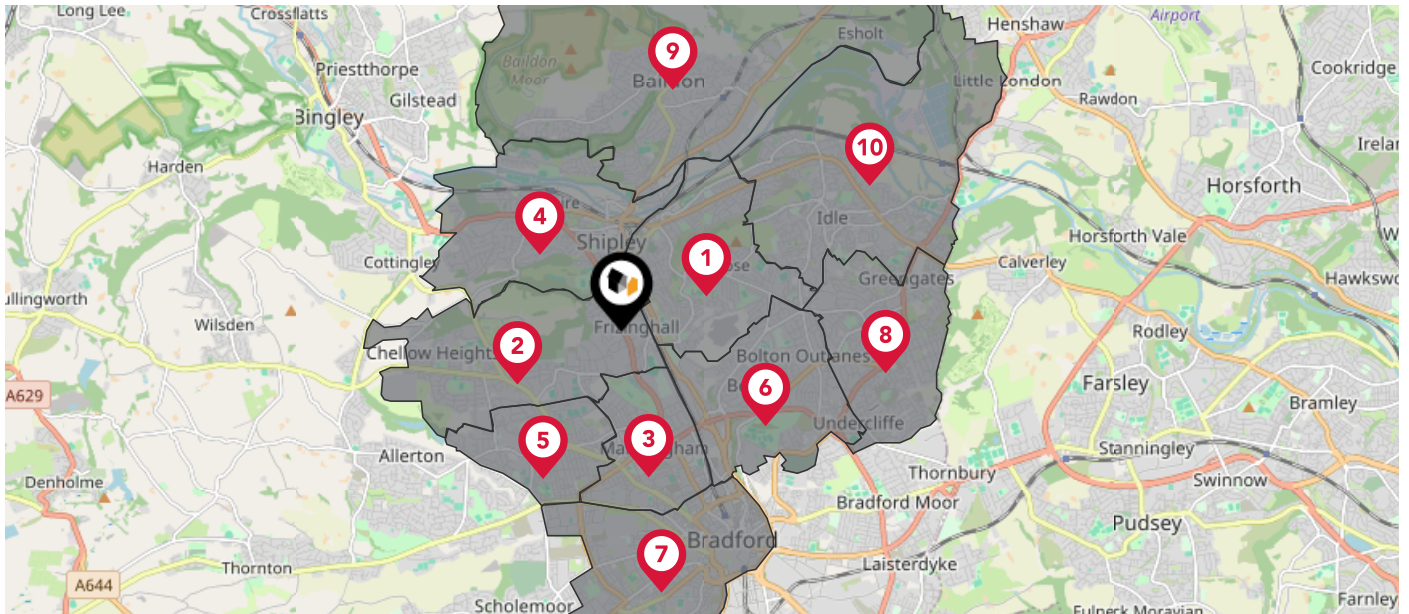 Long Lee
Crossflatts
Airport
Henshaw
Esholt
9
Baildon
Moor
Baildon
Priestthorpe
Little London
Cookridge
Gilstead
Rawdon
Bingley
10
Harden
Horsforth
4
Idle
Shipley
1
Horsforth Vale
Cottingley
Calverley
Greengates
Hawksw
ullingworth
Wilsden
Frizinghall
Rodley
8
2
Chellow Heights
Bolton Outlanes
6
Farsley
A629
Bramley
Undercliffe
5
3
Manningham
Allerton
Stanningley
Thornbury
Denholme
Swinnow
Bradford Moor
Pudsey
7
Bradford
Laisterdyke
Thornton
A644
Scholemoor
Fulneck Moravian
Farnley